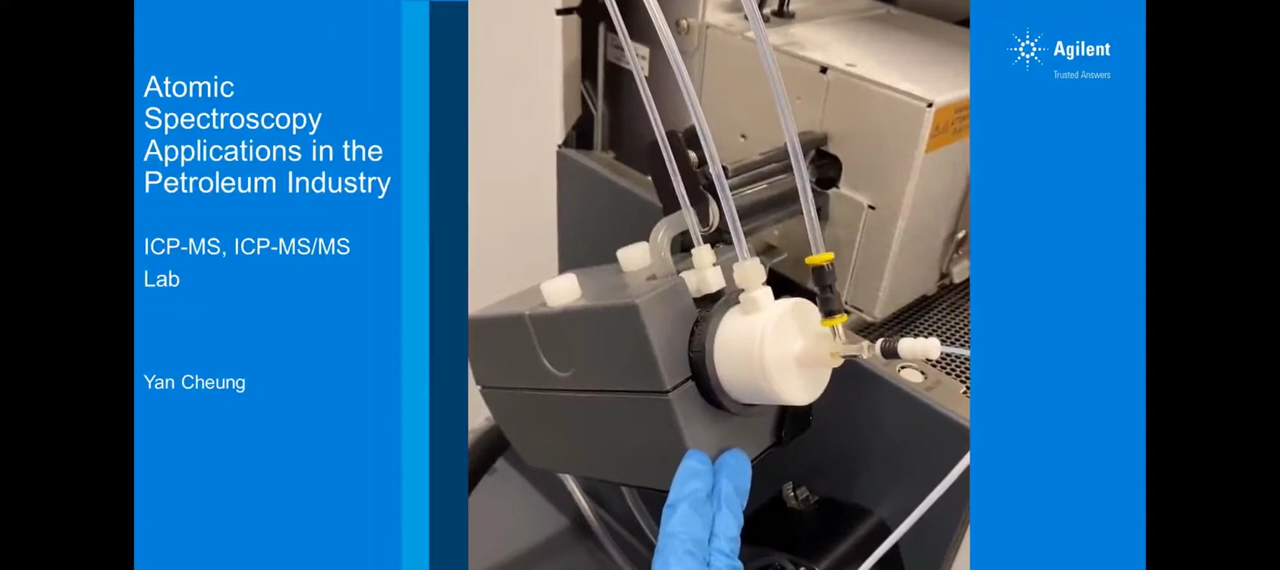 Atomic
Spectroscopy
Applications in the
Petroleum Industry
ICP-MS, ICP-MS/MS
Lab
Yan Cheung
Agilent
Trusted Answers